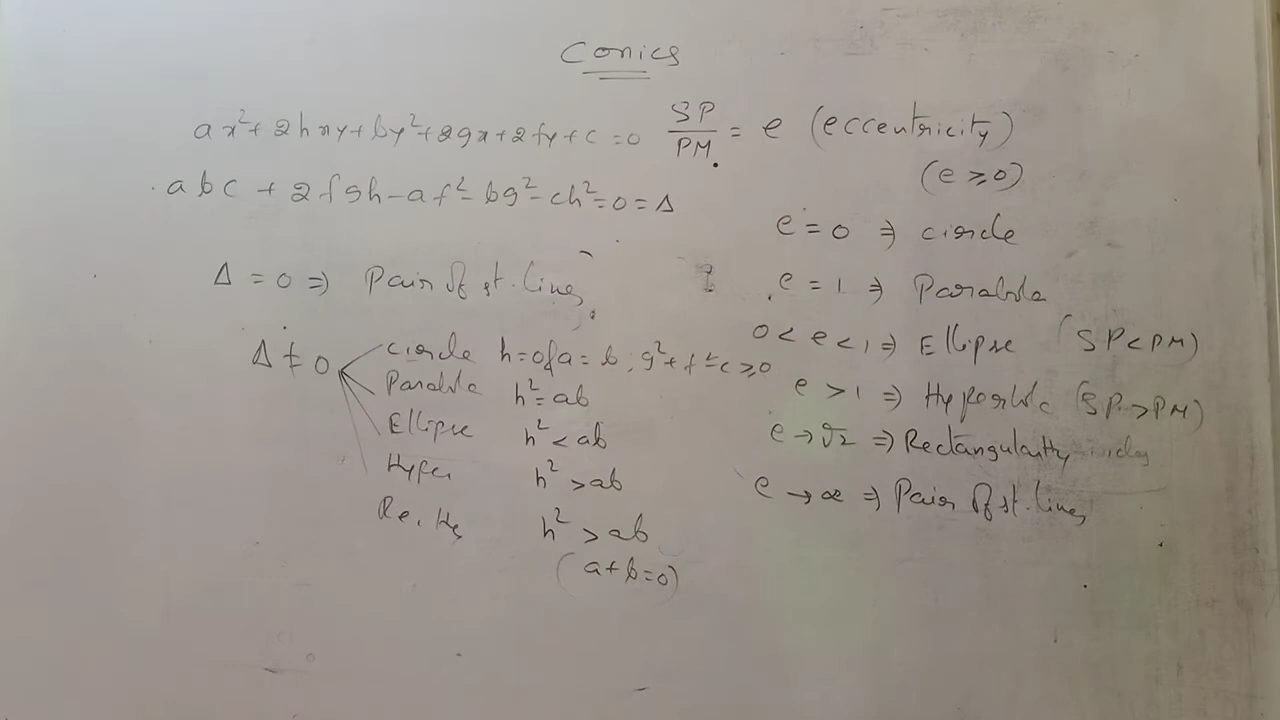 Conics
ax²+2hxy+by²+2gx+2fy+c=0
abc + 2fgh-af²-bg²-ch²=0=Δ
Δ = 0 ⇒ Pair of st. lines
Δ ≠ 0
circle h=0 & a=b; g²+f²-c≥0
Parabola h²=ab
Ellipse h²<ab
Hyper h²>ab
Re. Hy h²>ab
(a+b=0)
SP/PM = e (eccentricity)
(e≥0)
e=0 ⇒ circle
e=1 ⇒ Parabola
0<e<1 ⇒ Ellipse (SP<PM)
e>1 ⇒ Hyperbola (SP>PM)
e→√2 ⇒ Rectangular Hy
e→∞ ⇒ Pair of st. lines